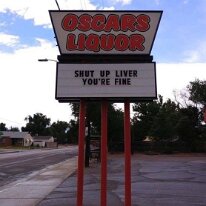 OSCARS
LIQUOR
SHUT UP LIVER
YOU'RE FINE